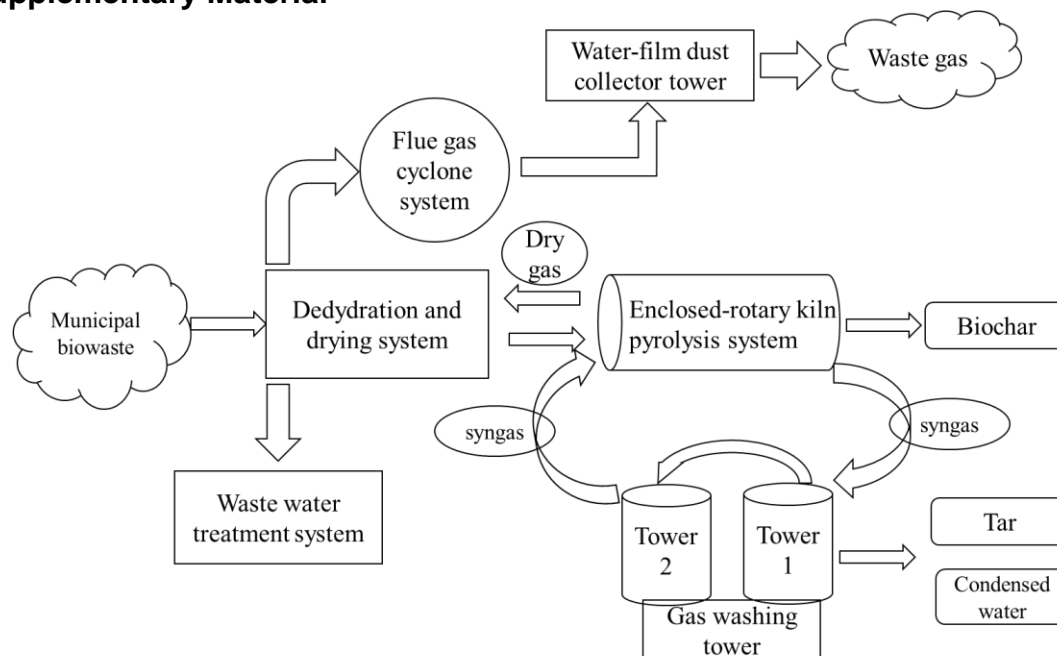 upplementary Material
Water-film dust
collector tower
Waste gas
Flue gas
cyclone
system
Dry
gas
Municipal
biowaste
Dedydration and
drying system
Enclosed-rotary kiln
pyrolysis system
Biochar
syngas
syngas
Waste water
treatment system
Tower
2
Tower
1
Tar
Condensed
water
Gas washing
tower